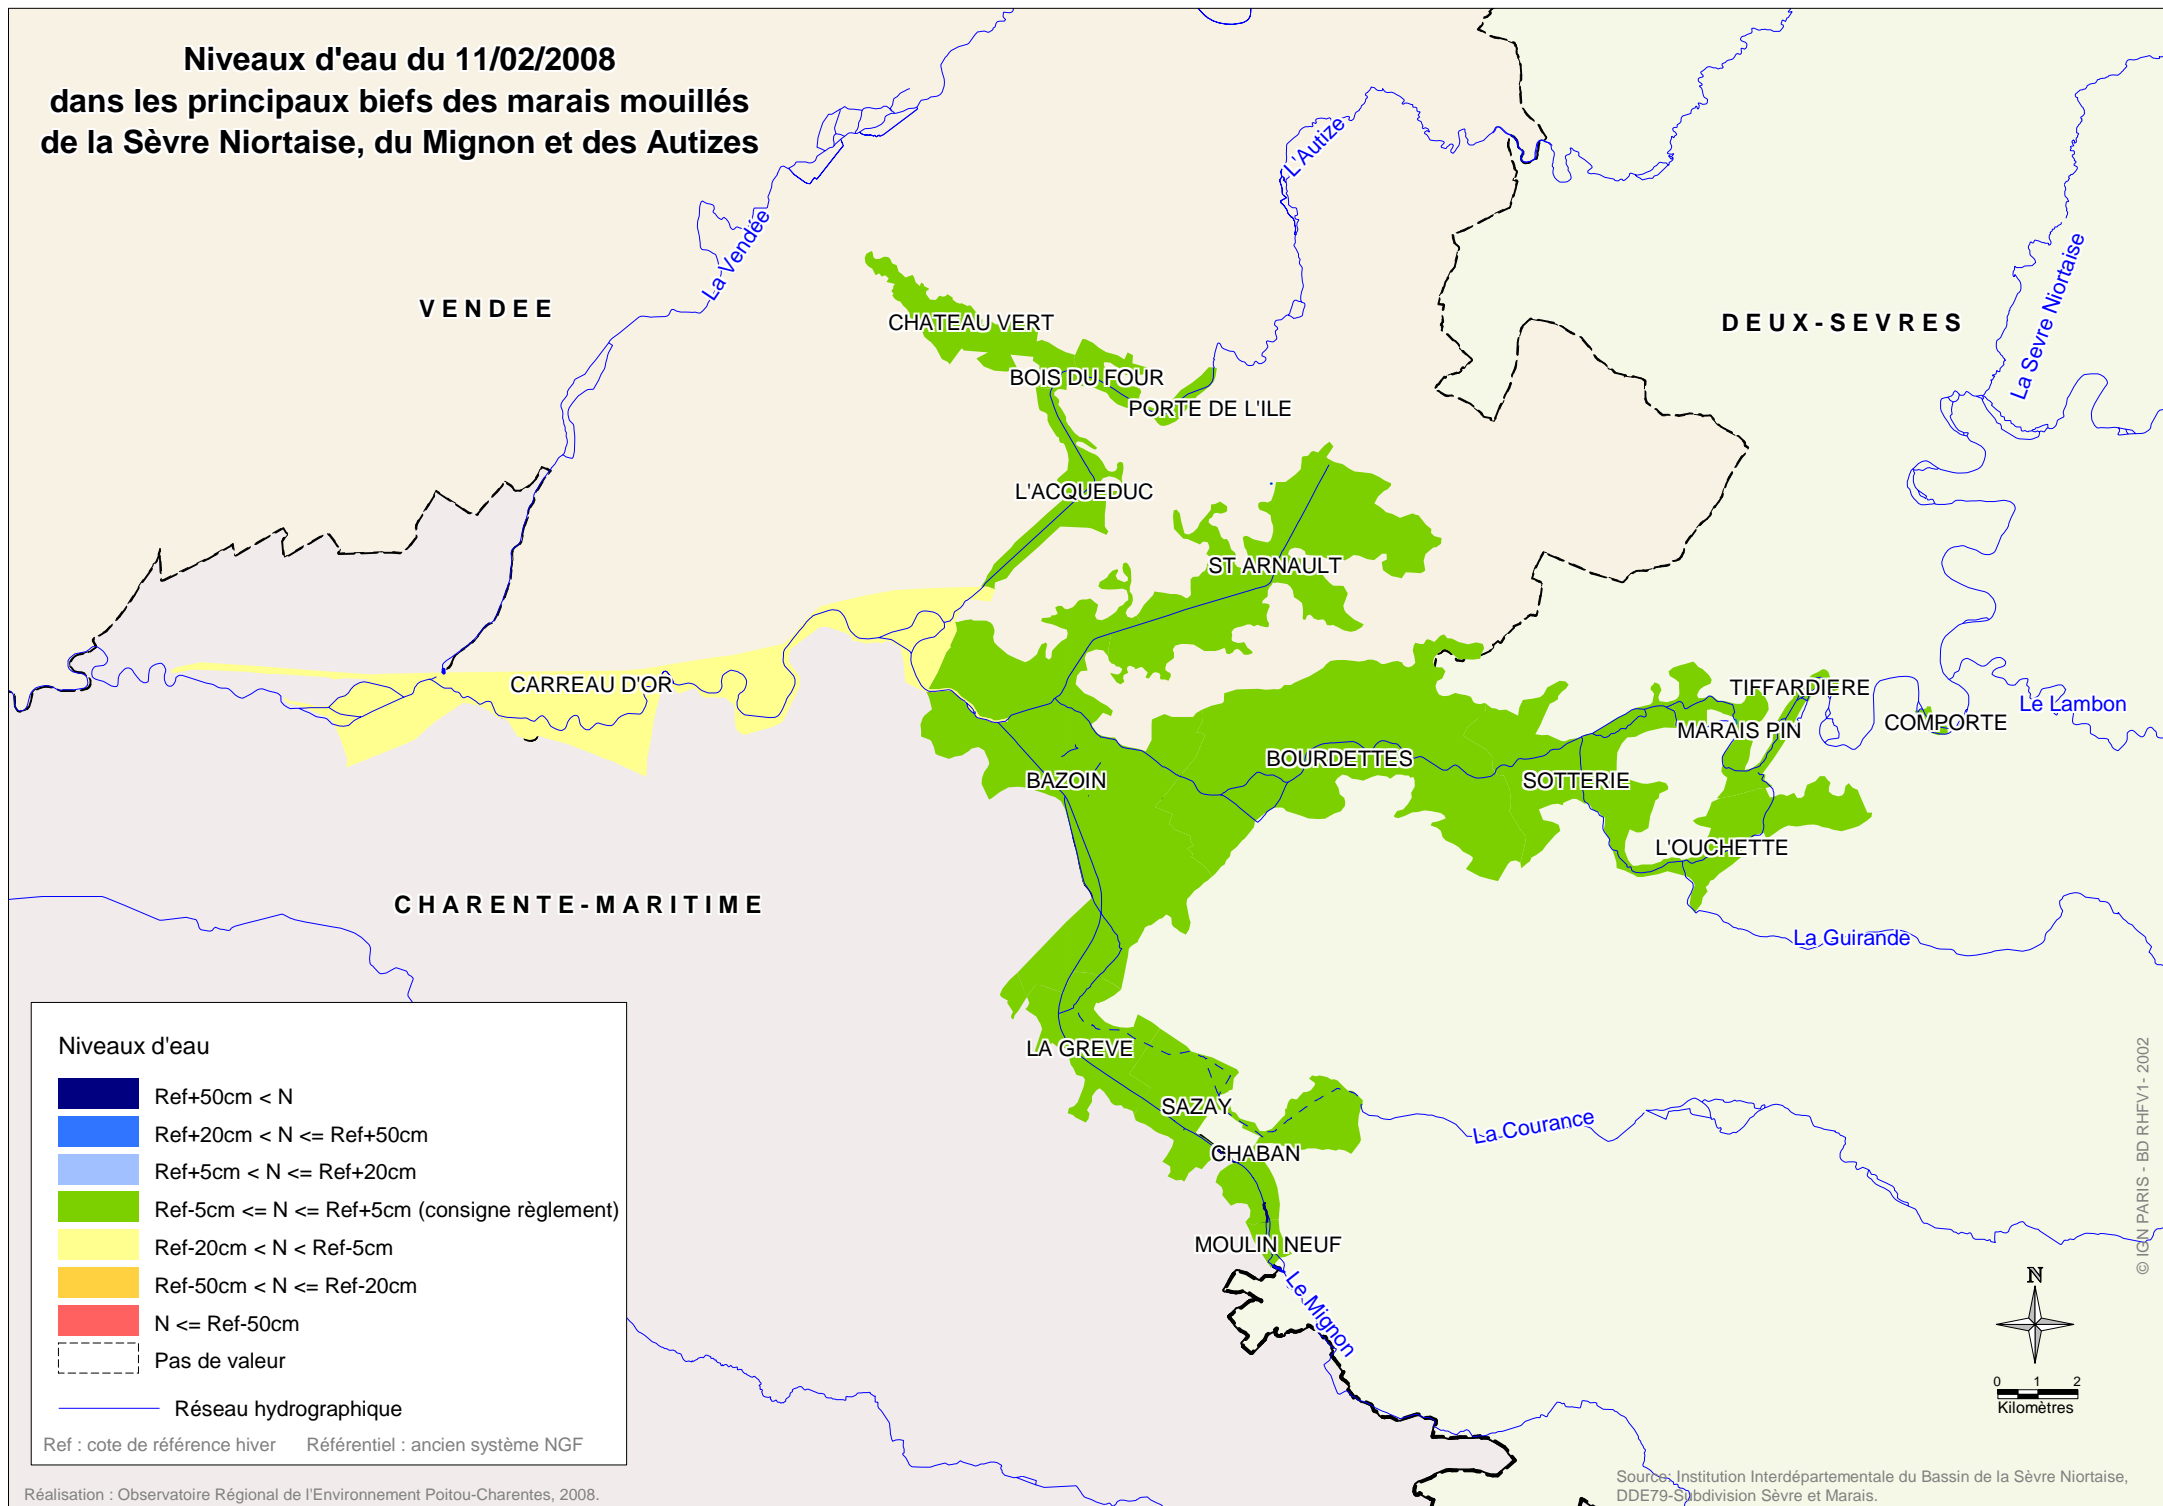 Niveaux d'eau du 11/02/2008
dans les principaux biefs des marais mouillés
de la Sèvre Niortaise, du Mignon et des Autizes
L'Autize
La Vendée
La Sevre Niortaise
VENDEE
DEUX-SEVRES
CHATEAU VERT
BOIS DU FOUR
PORTE DE L'ILE
L'ACQUEDUC
ST ARNAULT
CARREAU D'OR
TIFFARDIERE
Le Lambon
COMPORTE
MARAIS PIN
BOURDETTES
BAZOIN
SOTTERIE
L'OUCHETTE
CHARENTE-MARITIME
La Guirande
LA GREVE
SAZAY
La Courance
CHABAN
MOULIN NEUF
Le Mignon
Niveaux d'eau
Ref+50cm < N
Ref+20cm < N <= Ref+50cm
Ref+5cm < N <= Ref+20cm
Ref-5cm <= N <= Ref+5cm (consigne règlement)
Ref-20cm < N < Ref-5cm
Ref-50cm < N <= Ref-20cm
N <= Ref-50cm
Pas de valeur
Réseau hydrographique
Ref : cote de référence hiver Référentiel : ancien système NGF
© IGN PARIS - BD RHFV1- 2002
N
0 1 2
Kilomètres
Réalisation : Observatoire Régional de l'Environnement Poitou-Charentes, 2008.
Source: Institution Interdépartementale du Bassin de la Sèvre Niortaise,
DDE79-Subdivision Sèvre et Marais.